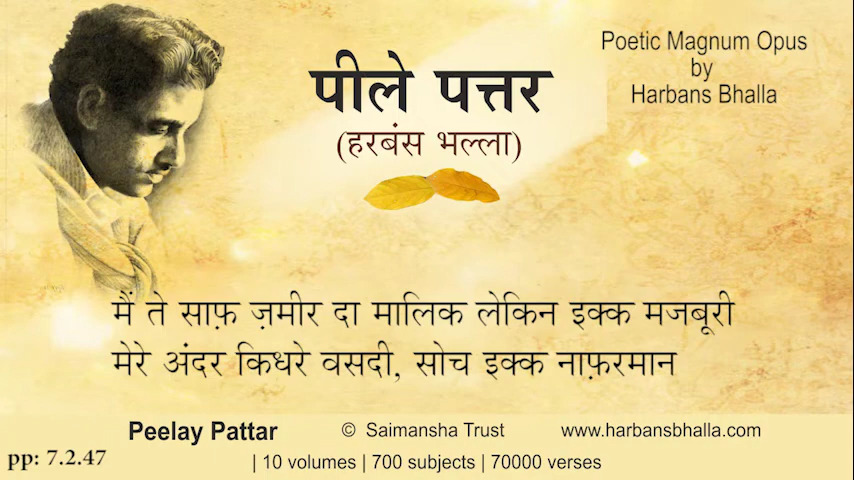 पीले पत्तर
(हरबंस भल्ला)
Poetic Magnum Opus
by
Harbans Bhalla
मैं ते साफ़ ज़मीर दा मालिक लेकिन इक्क मजबूरी
मेरे अंदर किधरे वसदी, सोच इक्क नाफ़रमान
Peelay Pattar © Saimansha Trust www.harbansbhalla.com
pp: 7.2.47
| 10 volumes | 700 subjects | 70000 verses